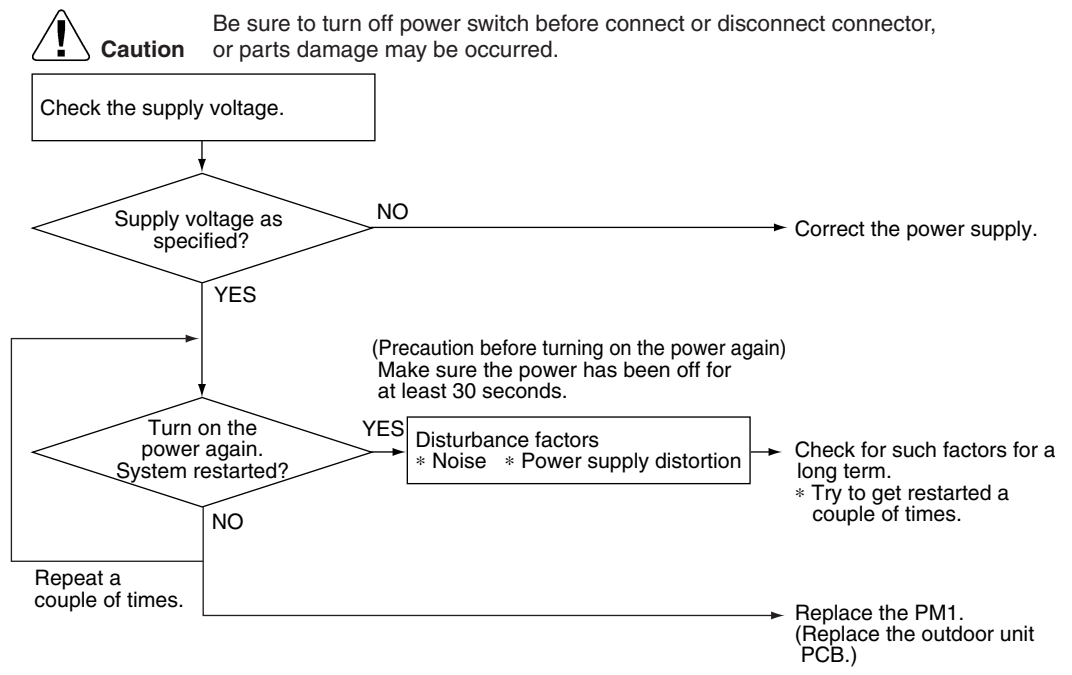 Be sure to turn off power switch before connect or disconnect connector,
Caution or parts damage may be occurred.
Check the supply voltage.
Supply voltage as
specified?
NO
Correct the power supply.
YES
(Precaution before turning on the power again)
Make sure the power has been off for
at least 30 seconds.
Turn on the
power again.
System restarted?
YES
Disturbance factors
* Noise * Power supply distortion
Check for such factors for a
long term.
* Try to get restarted a
couple of times.
NO
Repeat a
couple of times.
Replace the PM1.
(Replace the outdoor unit
PCB.)